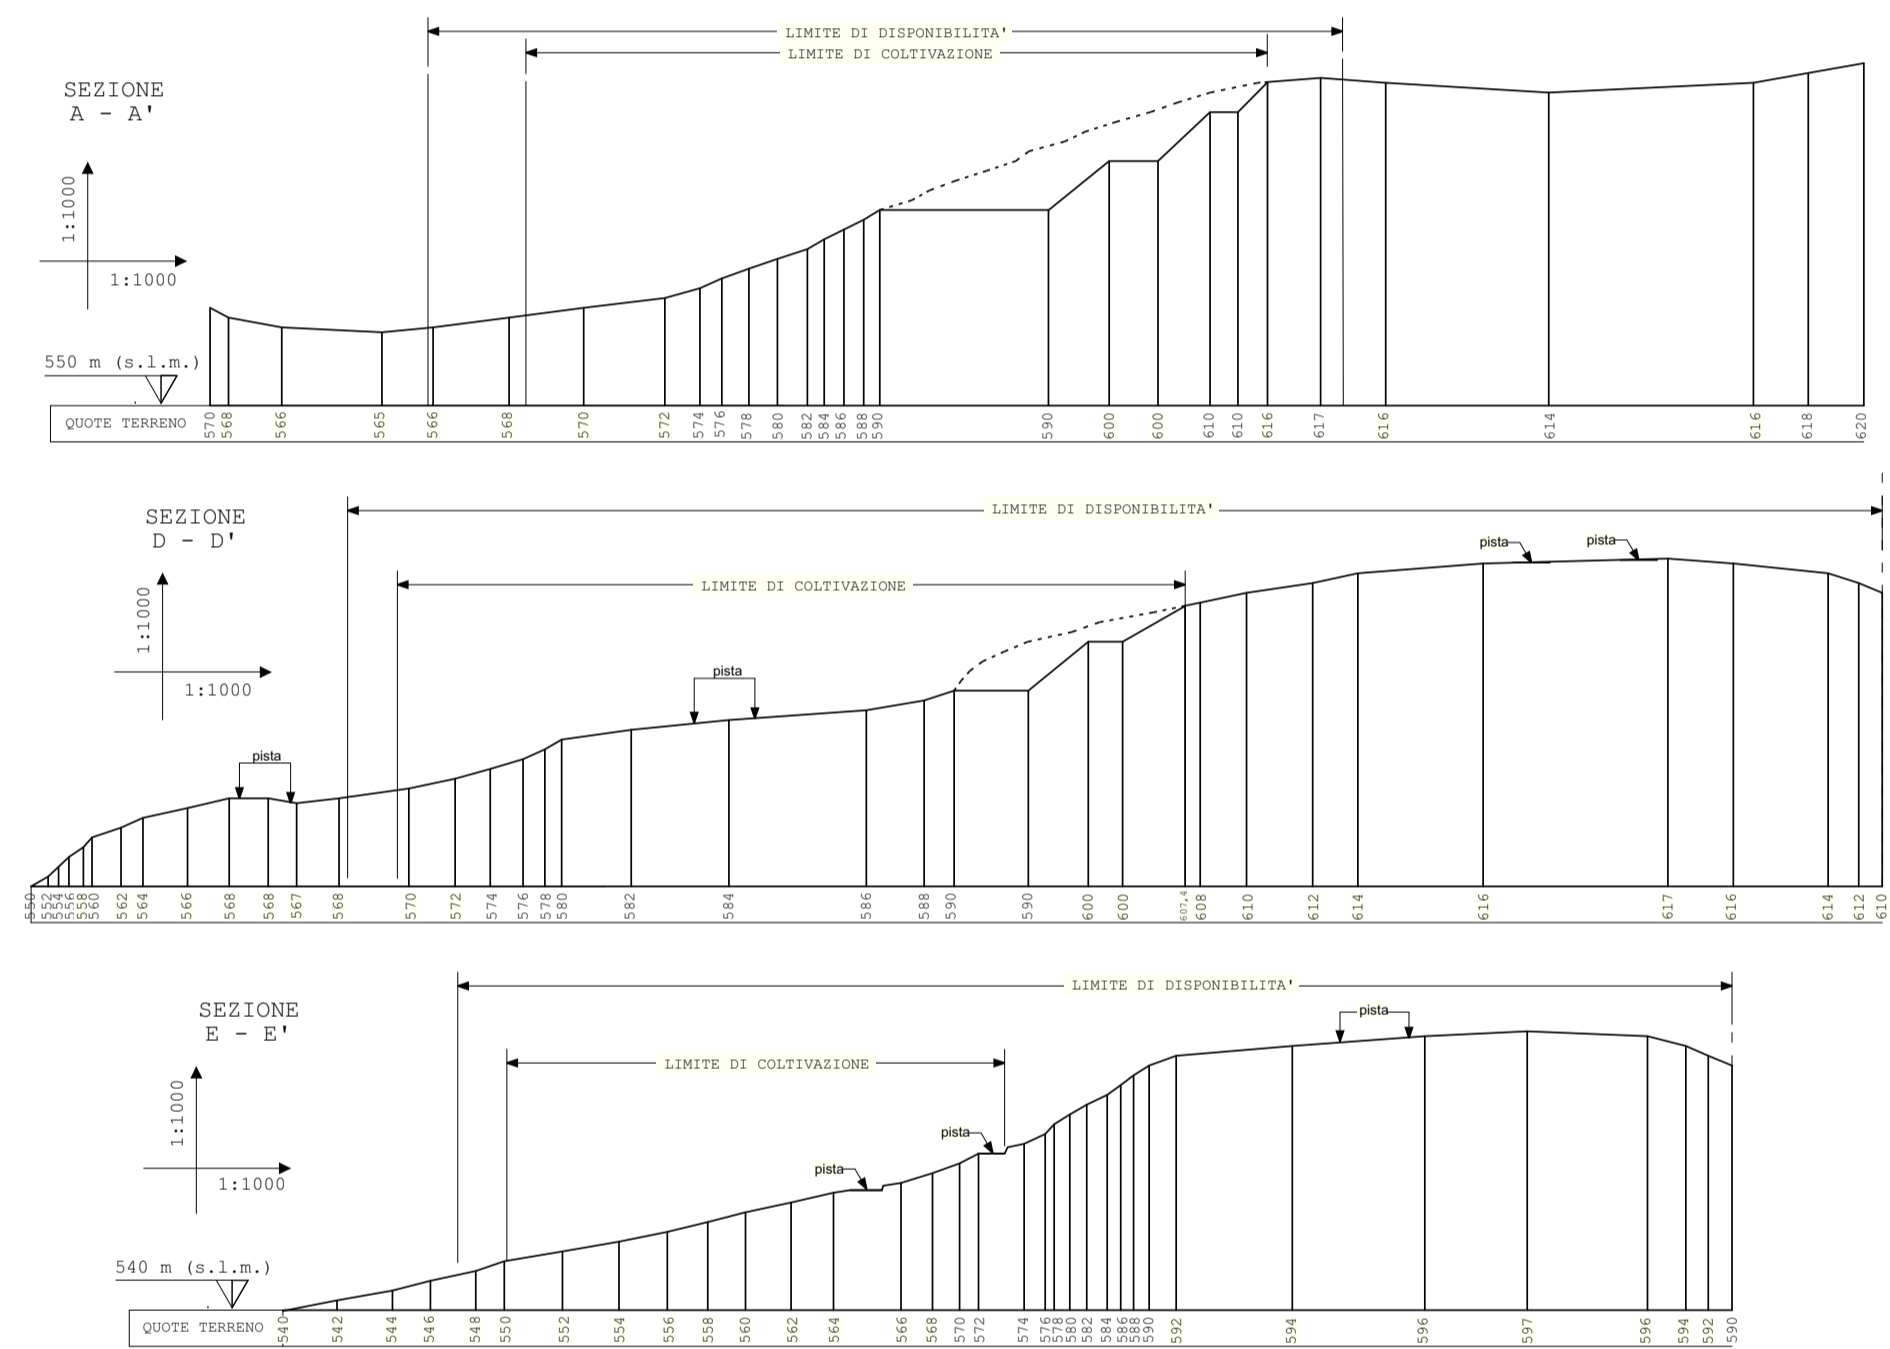 LIMITE DI DISPONIBILITA'
LIMITE DI COLTIVAZIONE
SEZIONE
A - A'
1:1000
1:1000
550 m (s.l.m.)
QUOTE TERRENO
570 568 566 565 566 568 570 572 574 576 578 580 582 584 586 588 590 590 600 600 610 610 616 617 616 614 616 618 620
LIMITE DI DISPONIBILITA'
SEZIONE
D - D'
pista
pista
LIMITE DI COLTIVAZIONE
1:1000
1:1000
pista
pista
550 552 554 556 558 560 562 564 566 568 568 567 568 570 572 574 576 578 580 582 584 586 588 590 590 600 600 607,4 608 610 612 614 616 617 616 614 612 610
LIMITE DI DISPONIBILITA'
SEZIONE
E - E'
pista
LIMITE DI COLTIVAZIONE
1:1000
1:1000
pista
pista
540 m (s.l.m.)
QUOTE TERRENO
540 542 544 546 548 550 552 554 556 558 560 562 564 566 568 570 572 574 576 578 580 582 584 586 588 590 592 594 596 597 596 594 592 590